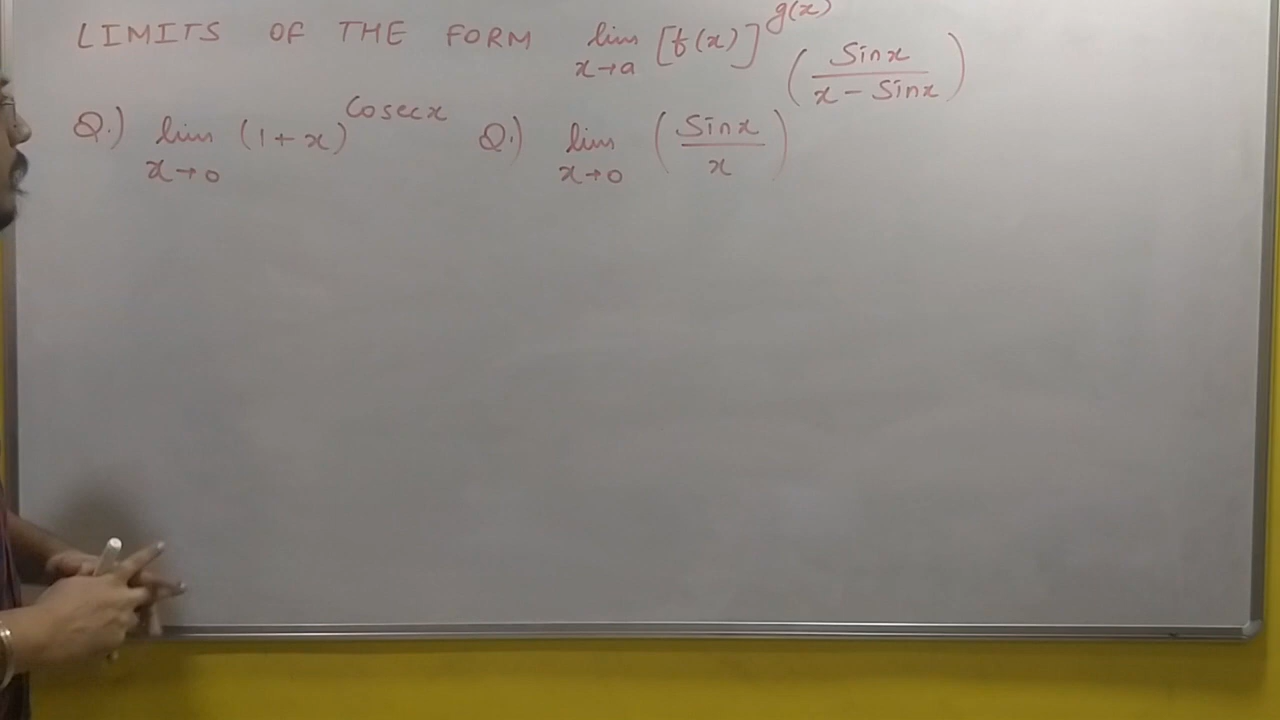 LIMITS OF THE FORM lim x→a [f(x)]^g(x)
Q.) lim x→0 (1+x)^Cosecx
Q.) lim x→0 (Sinx/x)^(Sinx/x-Sinx)